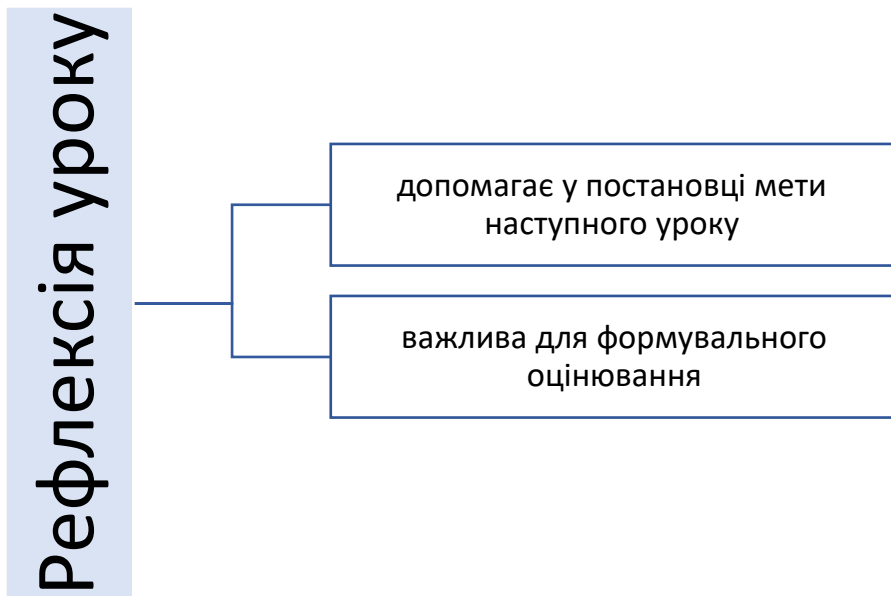 Рефлексія уроку
допомагає у постановці мети
наступного уроку
важлива для формувального
оцінювання